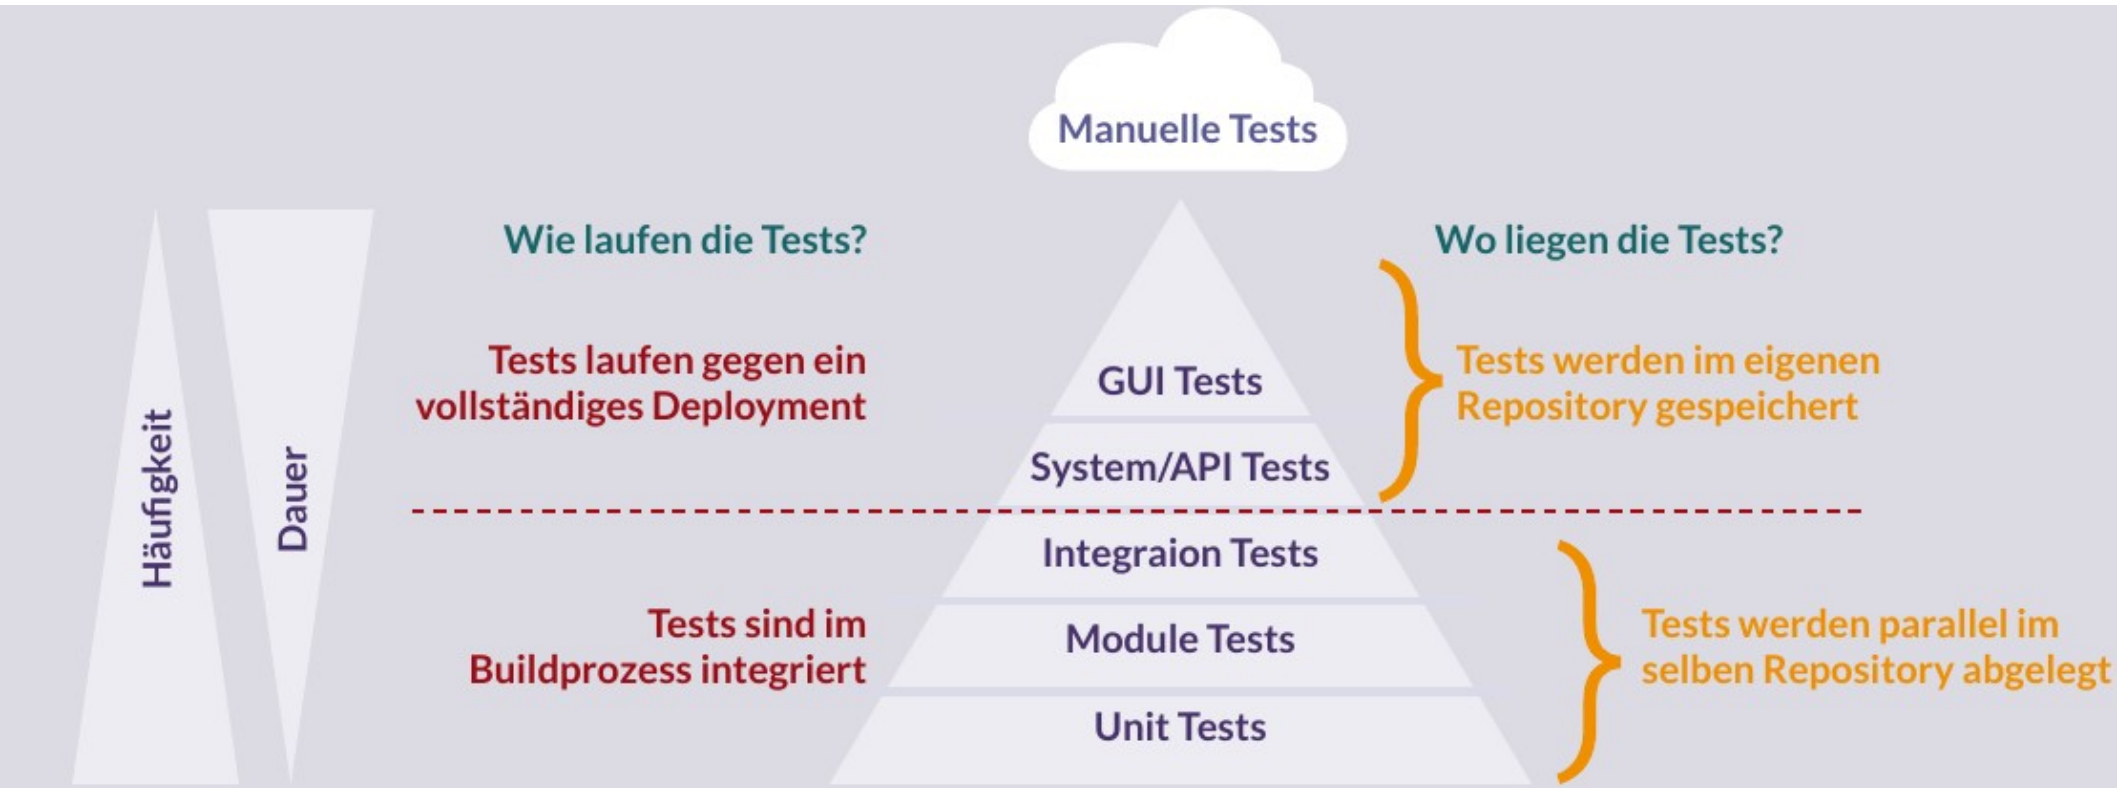 Manuelle Tests
Wie laufen die Tests?
Wo liegen die Tests?
Tests laufen gegen ein
vollständiges Deployment
GUI Tests
Tests werden im eigenen
Repository gespeichert
Häufigkeit
Dauer
System/API Tests
Integraion Tests
Tests sind im
Buildprozess integriert
Module Tests
Tests werden parallel im
selben Repository abgelegt
Unit Tests